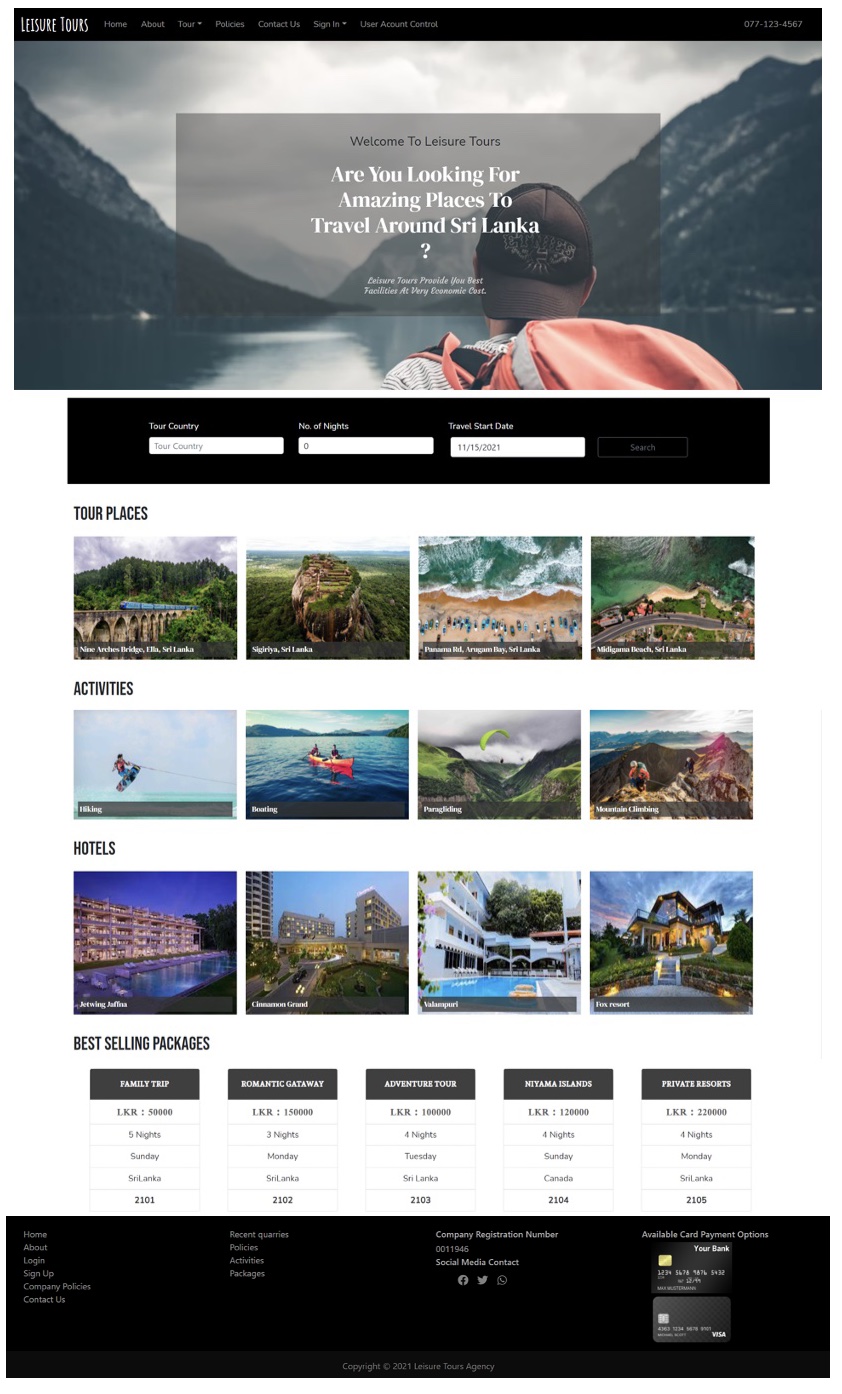 Leisure Tours Home About Tour Policies Contact Us Sign In User Acount Control 077-123-4567
Welcome To Leisure Tours
Are You Looking For
Amazing Places To
Travel Around Sri Lanka
?
Leisure Tours Provide You Best
Facilities At Very Economic Cost.
Tour Country No. of Nights Travel Start Date
Tour Country 0 11/15/2021 Search
TOUR PLACES
Nine Arches Bridge, Ella, Sri Lanka
Sigiriya, Sri Lanka
Panama Rd, Arugam Bay, Sri Lanka
Midigama Beach, Sri Lanka
ACTIVITIES
Hiking
Boating
Paragliding
Mountain Climbing
HOTELS
Jetwing Jaffna
Cinnamon Grand
Valampuri
Fox resort
BEST SELLING PACKAGES
FAMILY TRIP ROMANTIC GATAWAY ADVENTURE TOUR NIYAMA ISLANDS PRIVATE RESORTS
LKR : 50000 LKR : 150000 LKR : 100000 LKR : 120000 LKR : 220000
5 Nights 3 Nights 4 Nights 4 Nights 4 Nights
Sunday Monday Tuesday Sunday Monday
SriLanka SriLanka Sri Lanka Canada SriLanka
2101 2102 2103 2104 2105
Home
About
Login
Sign Up
Company Policies
Contact Us
Recent quarries
Policies
Activities
Packages
Company Registration Number
0011946
Social Media Contact
Available Card Payment Options
Your Bank
1234 5678 9876 5432
MAX MUSTERMANN
VISA
Copyright © 2021 Leisure Tours Agency